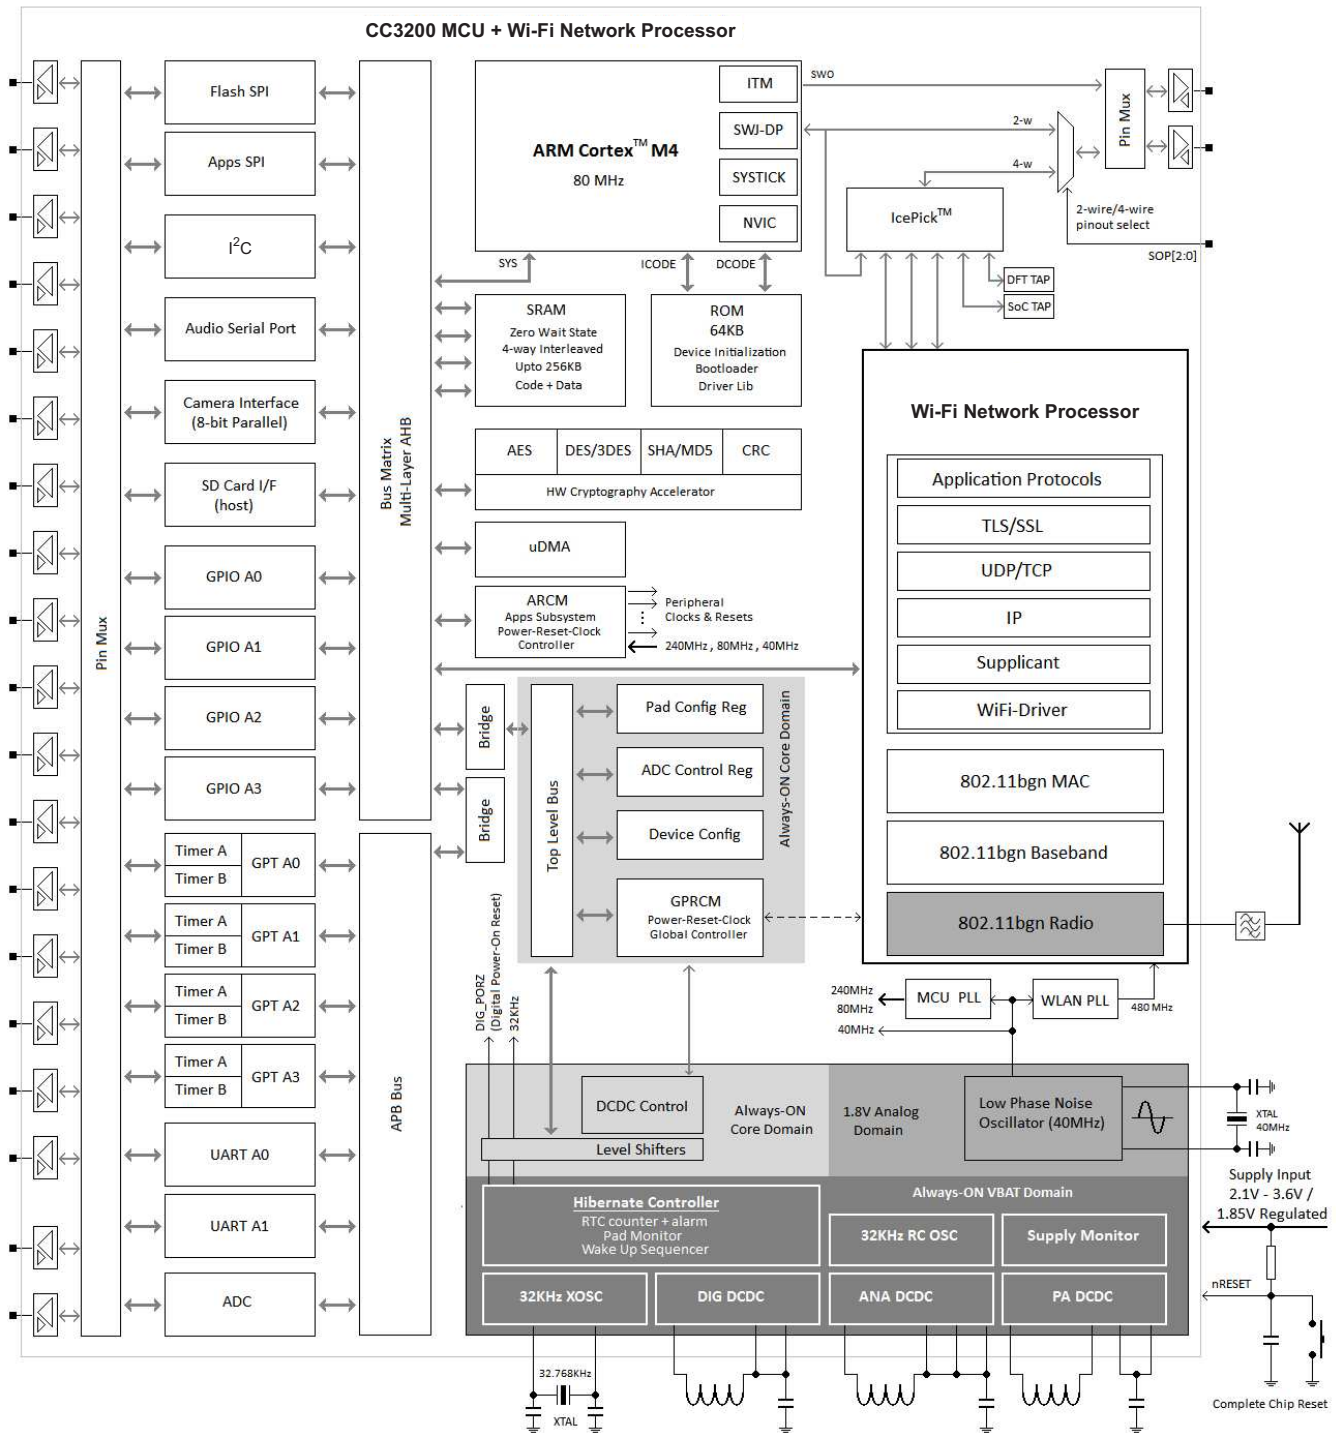 CC3200 MCU + Wi-Fi Network Processor
Pin Mux
Flash SPI
Apps SPI
I2C
Audio Serial Port
Camera Interface
(8-bit Parallel)
SD Card I/F
(host)
GPIO A0
GPIO A1
GPIO A2
GPIO A3
Timer A
Timer B
GPT A0
Timer A
Timer B
GPT A1
Timer A
Timer B
GPT A2
Timer A
Timer B
GPT A3
UART A0
UART A1
ADC
Bus Matrix
Multi-Layer AHB
APB Bus
ARM Cortex™ M4
80 MHz
ITM
SWJ-DP
SYSTICK
NVIC
SWO
2-w
4-w
Pin Mux
IcePick™
2-wire/4-wire
pinout select
SOP[2:0]
DFT TAP
SoC TAP
SYS
ICODE
DCODE
SRAM
Zero Wait State
4-way Interleaved
Upto 256KB
Code + Data
ROM
64KB
Device Initialization
Bootloader
Driver Lib
AES
DES/3DES
SHA/MD5
CRC
HW Cryptography Accelerator
uDMA
ARCM
Apps Subsystem
Power-Reset-Clock
Controller
Peripheral
Clocks & Resets
240MHz , 80MHz , 40MHz
Bridge
Bridge
Top Level Bus
Pad Config Reg
ADC Control Reg
Device Config
GPRCM
Power-Reset-Clock
Global Controller
Always-ON Core Domain
Wi-Fi Network Processor
Application Protocols
TLS/SSL
UDP/TCP
IP
Supplicant
WiFi-Driver
802.11bgn MAC
802.11bgn Baseband
802.11bgn Radio
DIG_PORZ
(Digital Power-On Reset)
32KHz
240MHz
80MHz
40MHz
MCU PLL
WLAN PLL
480 MHz
DCDC Control
Level Shifters
Always-ON
Core Domain
1.8V Analog
Domain
Low Phase Noise
Oscillator (40MHz)
XTAL
40MHz
Hibernate Controller
RTC counter + alarm
Pad Monitor
Wake Up Sequencer
Always-ON VBAT Domain
32KHz RC OSC
Supply Monitor
32KHz XOSC
DIG DCDC
ANA DCDC
PA DCDC
Supply Input
2.1V - 3.6V /
1.85V Regulated
nRESET
32.768KHz
XTAL
Complete Chip Reset